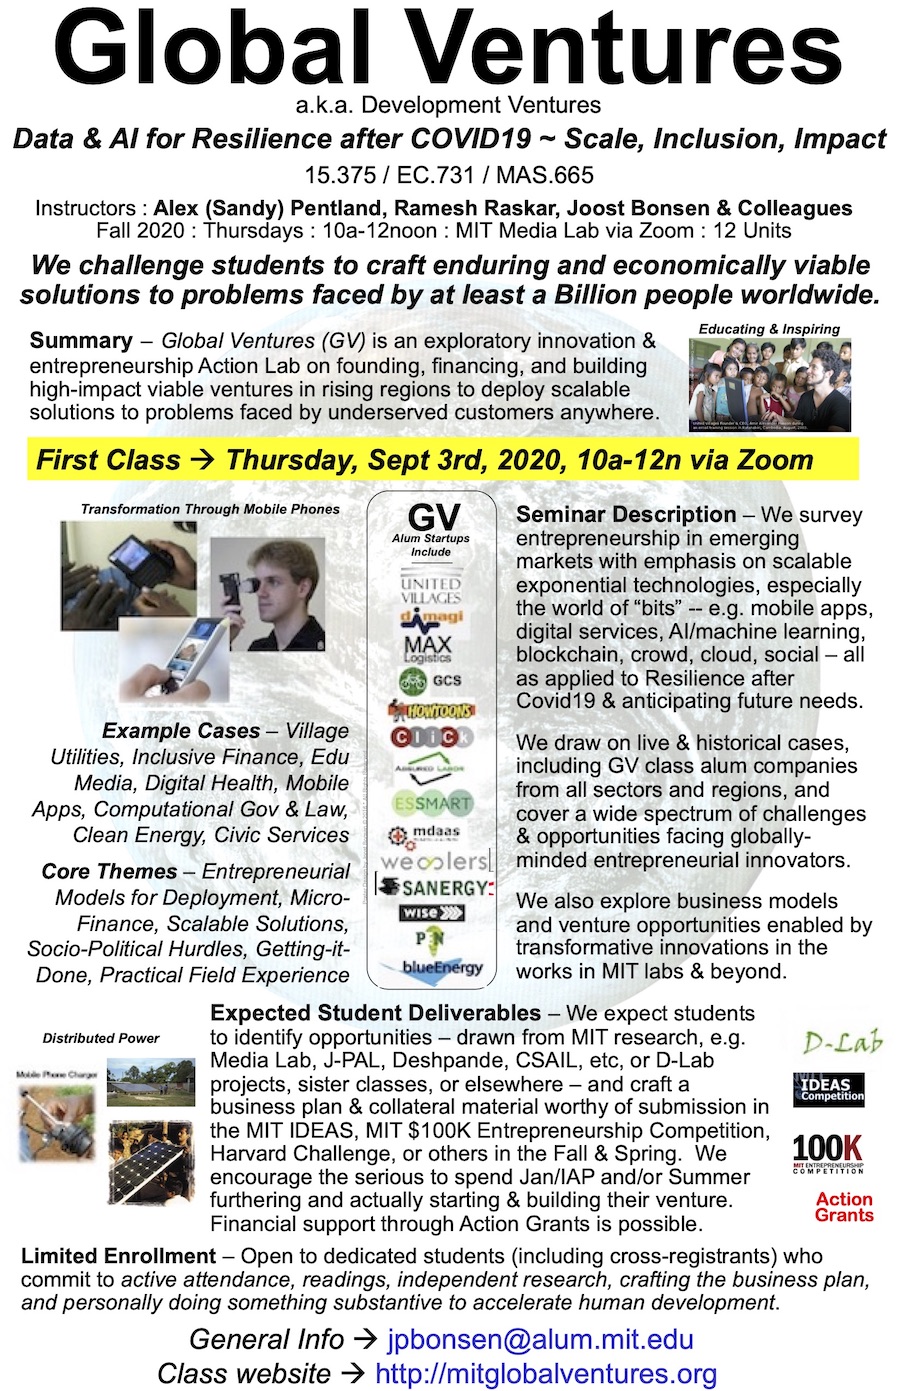 Global Ventures
a.k.a. Development Ventures
Data & AI for Resilience after COVID19 ~ Scale, Inclusion, Impact
15.375 / EC.731 / MAS.665
Instructors : Alex (Sandy) Pentland, Ramesh Raskar, Joost Bonsen & Colleagues
Fall 2020 : Thursdays : 10a-12noon : MIT Media Lab via Zoom : 12 Units
We challenge students to craft enduring and economically viable
solutions to problems faced by at least a Billion people worldwide.
Summary – Global Ventures (GV) is an exploratory innovation &
entrepreneurship Action Lab on founding, financing, and building
high-impact viable ventures in rising regions to deploy scalable
solutions to problems faced by underserved customers anywhere.
Educating & Inspiring
First Class → Thursday, Sept 3rd, 2020, 10a-12n via Zoom
Transformation Through Mobile Phones
Example Cases – Village
Utilities, Inclusive Finance, Edu
Media, Digital Health, Mobile
Apps, Computational Gov & Law,
Clean Energy, Civic Services
Core Themes – Entrepreneurial
Models for Deployment, Micro-
Finance, Scalable Solutions,
Socio-Political Hurdles, Getting-it-
Done, Practical Field Experience
GV
Alum Startups
Include
UNITED
VILLAGES
dimagi
MAX
Logistics
GCS
HOWTOONS
CLiCK
ASSURED LABOR
ESSMART
mdaas
wecyclers
SANERGY
wise
PEN
blueEnergy
Seminar Description – We survey
entrepreneurship in emerging
markets with emphasis on scalable
exponential technologies, especially
the world of “bits” -- e.g. mobile apps,
digital services, AI/machine learning,
blockchain, crowd, cloud, social – all
as applied to Resilience after
Covid19 & anticipating future needs.
We draw on live & historical cases,
including GV class alum companies
from all sectors and regions, and
cover a wide spectrum of challenges
& opportunities facing globally-
minded entrepreneurial innovators.
We also explore business models
and venture opportunities enabled by
transformative innovations in the
works in MIT labs & beyond.
Distributed Power
Mobile Phone Charger
Expected Student Deliverables – We expect students
to identify opportunities – drawn from MIT research, e.g.
Media Lab, J-PAL, Deshpande, CSAIL, etc, or D-Lab
projects, sister classes, or elsewhere – and craft a
business plan & collateral material worthy of submission in
the MIT IDEAS, MIT $100K Entrepreneurship Competition,
Harvard Challenge, or others in the Fall & Spring. We
encourage the serious to spend Jan/IAP and/or Summer
furthering and actually starting & building their venture.
Financial support through Action Grants is possible.
D-Lab
MIT
IDEAS
Competition
100K
MIT ENTREPRENEURSHIP
COMPETITION
Action
Grants
Limited Enrollment – Open to dedicated students (including cross-registrants) who
commit to active attendance, readings, independent research, crafting the business plan,
and personally doing something substantive to accelerate human development.
General Info → jpbonsen@alum.mit.edu
Class website → http://mitglobalventures.org